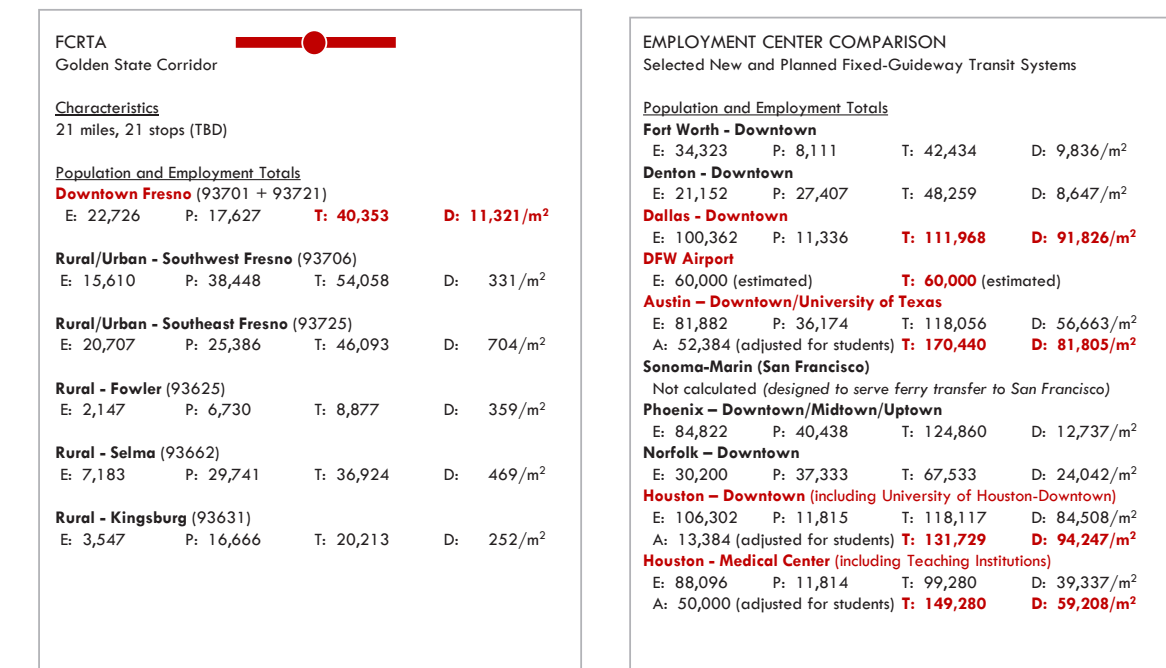 FCRTA
Golden State Corridor
Characteristics
21 miles, 21 stops (TBD)
Population and Employment Totals
Downtown Fresno (93701 + 93721)
E: 22,726 P: 17,627 T: 40,353 D: 11,321/m²
Rural/Urban - Southwest Fresno (93706)
E: 15,610 P: 38,448 T: 54,058 D: 331/m²
Rural/Urban - Southeast Fresno (93725)
E: 20,707 P: 25,386 T: 46,093 D: 704/m²
Rural - Fowler (93625)
E: 2,147 P: 6,730 T: 8,877 D: 359/m²
Rural - Selma (93662)
E: 7,183 P: 29,741 T: 36,924 D: 469/m²
Rural - Kingsburg (93631)
E: 3,547 P: 16,666 T: 20,213 D: 252/m²
EMPLOYMENT CENTER COMPARISON
Selected New and Planned Fixed-Guideway Transit Systems
Population and Employment Totals
Fort Worth - Downtown
E: 34,323 P: 8,111 T: 42,434 D: 9,836/m²
Denton - Downtown
E: 21,152 P: 27,407 T: 48,259 D: 8,647/m²
Dallas - Downtown
E: 100,362 P: 11,336 T: 111,968 D: 91,826/m²
DFW Airport
E: 60,000 (estimated) T: 60,000 (estimated)
Austin – Downtown/University of Texas
E: 81,882 P: 36,174 T: 118,056 D: 56,663/m²
A: 52,384 (adjusted for students) T: 170,440 D: 81,805/m²
Sonoma-Marin (San Francisco)
Not calculated (designed to serve ferry transfer to San Francisco)
Phoenix – Downtown/Midtown/Uptown
E: 84,822 P: 40,438 T: 124,860 D: 12,737/m²
Norfolk – Downtown
E: 30,200 P: 37,333 T: 67,533 D: 24,042/m²
Houston – Downtown (including University of Houston-Downtown)
E: 106,302 P: 11,815 T: 118,117 D: 84,508/m²
A: 13,384 (adjusted for students) T: 131,729 D: 94,247/m²
Houston - Medical Center (including Teaching Institutions)
E: 88,096 P: 11,814 T: 99,280 D: 39,337/m²
A: 50,000 (adjusted for students) T: 149,280 D: 59,208/m²